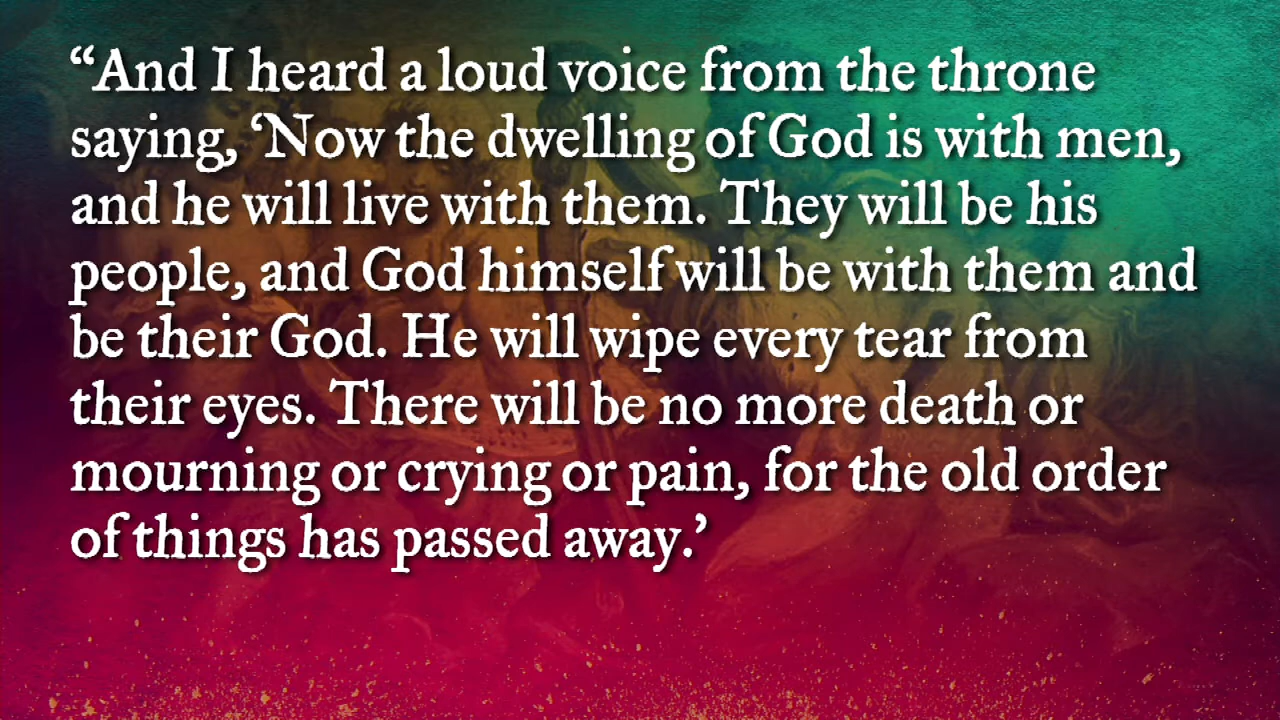 “And I heard a loud voice from the throne
saying, ‘Now the dwelling of God is with men,
and he will live with them. They will be his
people, and God himself will be with them and
be their God. He will wipe every tear from
their eyes. There will be no more death or
mourning or crying or pain, for the old order
of things has passed away.’